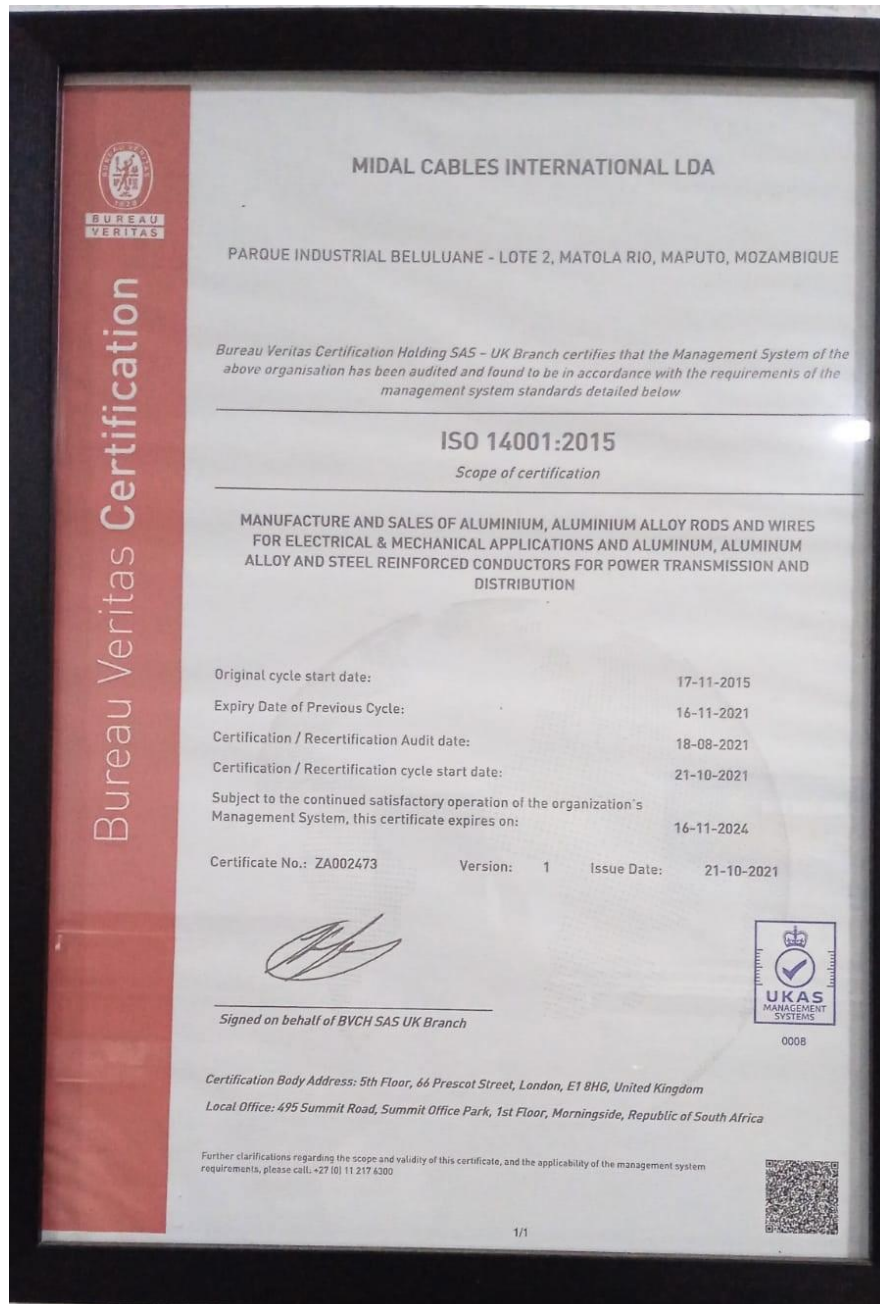 BUREAU VERITAS
1828
BUREAU
VERITAS
Bureau Veritas Certification
MIDAL CABLES INTERNATIONAL LDA
PARQUE INDUSTRIAL BELULUANE - LOTE 2, MATOLA RIO, MAPUTO, MOZAMBIQUE
Bureau Veritas Certification Holding SAS – UK Branch certifies that the Management System of the
above organisation has been audited and found to be in accordance with the requirements of the
management system standards detailed below
ISO 14001:2015
Scope of certification
MANUFACTURE AND SALES OF ALUMINIUM, ALUMINIUM ALLOY RODS AND WIRES
FOR ELECTRICAL & MECHANICAL APPLICATIONS AND ALUMINUM, ALUMINUM
ALLOY AND STEEL REINFORCED CONDUCTORS FOR POWER TRANSMISSION AND
DISTRIBUTION
Original cycle start date: 17-11-2015
Expiry Date of Previous Cycle: 16-11-2021
Certification / Recertification Audit date: 18-08-2021
Certification / Recertification cycle start date: 21-10-2021
Subject to the continued satisfactory operation of the organization's
Management System, this certificate expires on: 16-11-2024
Certificate No.: ZA002473 Version: 1 Issue Date: 21-10-2021
Signed on behalf of BVCH SAS UK Branch
UKAS
MANAGEMENT
SYSTEMS
0008
Certification Body Address: 5th Floor, 66 Prescot Street, London, E1 8HG, United Kingdom
Local Office: 495 Summit Road, Summit Office Park, 1st Floor, Morningside, Republic of South Africa
Further clarifications regarding the scope and validity of this certificate, and the applicability of the management system
requirements, please call: +27 (0) 11 217 6300
1/1